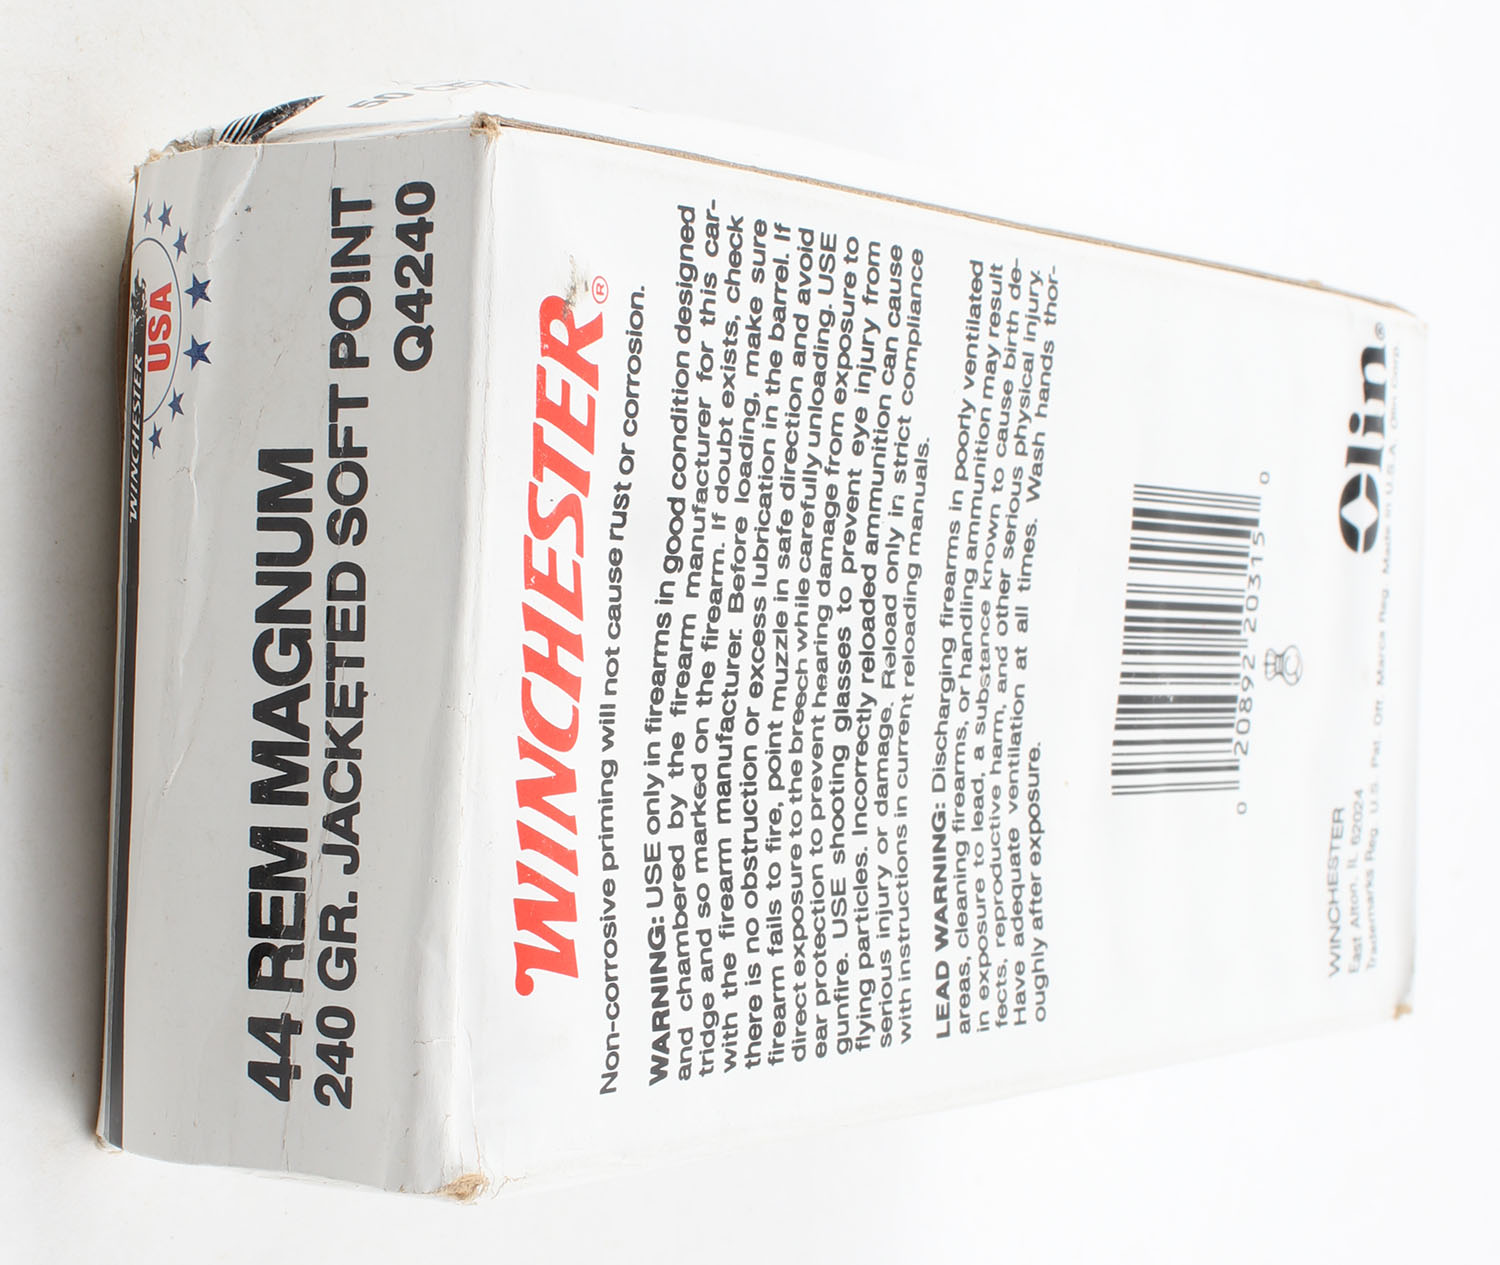 WINCHESTER
USA
44 REM MAGNUM
240 GR. JACKETED SOFT POINT
Q4240
50
WINCHESTER®
Non-corrosive priming will not cause rust or corrosion.
WARNING: USE only in firearms in good condition designed
and chambered by the firearm manufacturer for this car-
tridge and so marked on the firearm. If doubt exists, check
with the firearm manufacturer. Before loading, make sure
there is no obstruction or excess lubrication in the barrel. If
firearm fails to fire, point muzzle in safe direction and avoid
direct exposure to the breech while carefully unloading. USE
ear protection to prevent hearing damage from exposure to
gunfire. USE shooting glasses to prevent eye injury from
flying particles. Incorrectly reloaded ammunition can cause
serious injury or damage. Reload only in strict compliance
with instructions in current reloading manuals.
LEAD WARNING: Discharging firearms in poorly ventilated
areas, cleaning firearms, or handling ammunition may result
in exposure to lead, a substance known to cause birth de-
fects, reproductive harm, and other serious physical injury.
Have adequate ventilation at all times. Wash hands thor-
oughly after exposure.
0 20892 20315 0
Olin®
WINCHESTER
East Alton, IL 62024
Trademarks Reg. U.S. Pat. Off. Marca Reg. Made in U.S.A. Olin Corp.